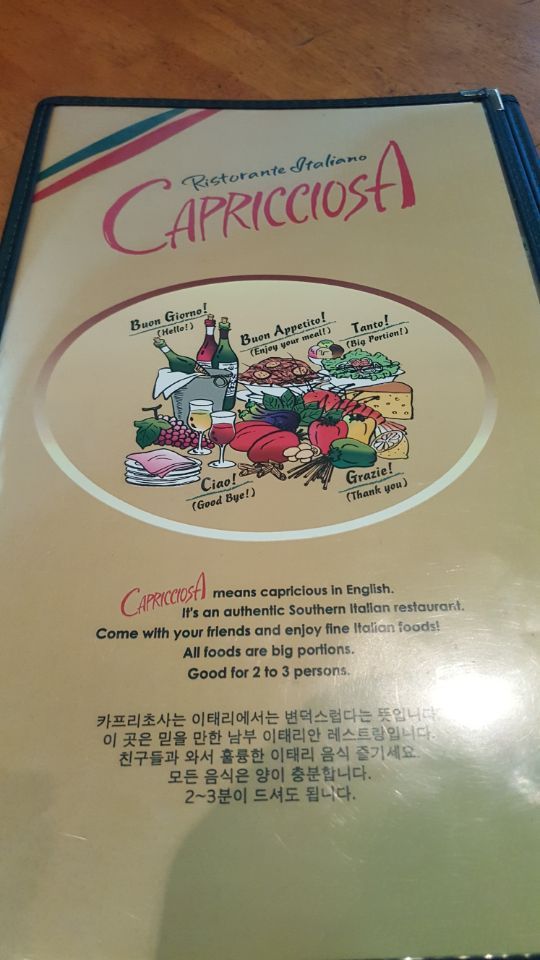 Ristorante Italiano
CAPRICCIOSA
Buon Giorno!
(Hello!)
Buon Appetito!
(Enjoy your meal!)
Tanto!
(Big Portion!)
Ciao!
(Good Bye!)
Grazie!
(Thank you)
CAPRICCIOSA means capricious in English.
It's an authentic Southern Italian restaurant.
Come with your friends and enjoy fine Italian foods!
All foods are big portions.
Good for 2 to 3 persons.
카프리초사는 이태리에서는 변덕스럽다는 뜻입니다.
이 곳은 믿을 만한 남부 이태리안 레스트랑입니다.
친구들과 와서 훌륭한 이태리 음식 즐기세요.
모든 음식은 양이 충분합니다.
2~3분이 드셔도 됩니다.